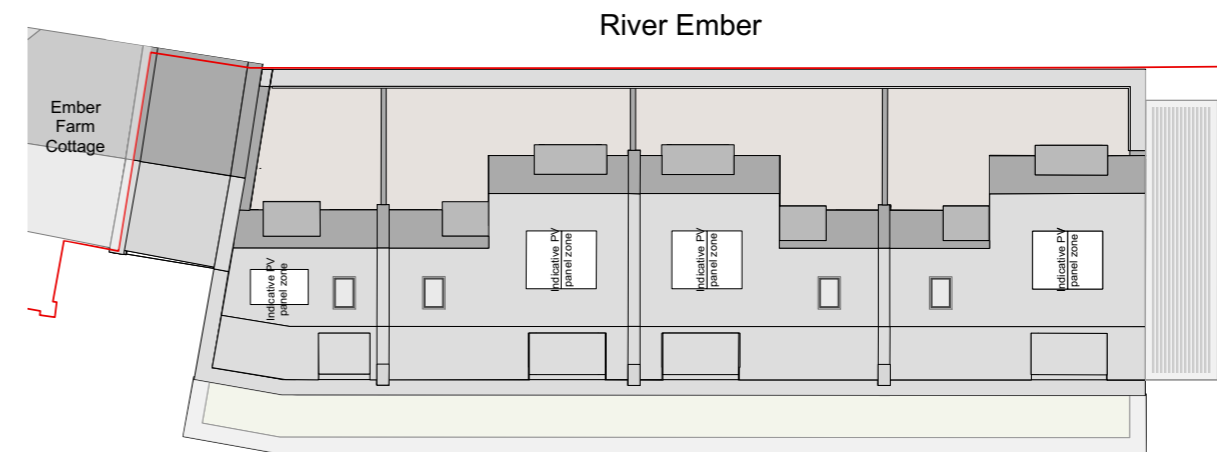 River Ember
Ember
Farm
Cottage
Indicative PV
panel zone
Indicative PV
panel zone
Indicative PV
panel zone
Indicative PV
panel zone